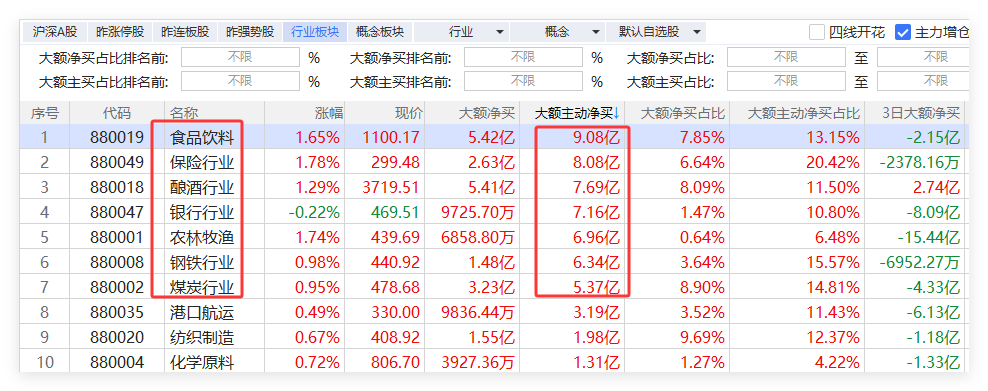 沪深A股 昨涨停股 昨连板股 昨强势股 行业板块 概念板块 行业 概念 默认自选股 四线开花 主力增仓
大额净买占比排名前: 不限 % 大额净买排名前: 不限 % 大额净买占比: 不限 至 不限
大额主买占比排名前: 不限 % 大额主买排名前: 不限 % 大额主买占比: 不限 至 不限
序号 代码 名称 涨幅 现价 大额净买 大额主动净买↓ 大额净买占比 大额主动净买占比 3日大额净买
1 880019 食品饮料 1.65% 1100.17 5.42亿 9.08亿 7.85% 13.15% -2.15亿
2 880049 保险行业 1.78% 299.48 2.63亿 8.08亿 6.64% 20.42% -2378.16万
3 880018 酿酒行业 1.29% 3719.51 5.41亿 7.69亿 8.09% 11.50% 2.74亿
4 880047 银行行业 -0.22% 469.51 9725.70万 7.16亿 1.47% 10.80% -8.09亿
5 880001 农林牧渔 1.74% 439.69 6858.80万 6.96亿 0.64% 6.48% -15.44亿
6 880008 钢铁行业 0.98% 440.92 1.48亿 6.34亿 3.64% 15.57% -6952.27万
7 880002 煤炭行业 0.95% 478.68 3.23亿 5.37亿 8.90% 14.81% -4.33亿
8 880035 港口航运 0.49% 330.00 9836.44万 3.19亿 3.52% 11.43% -6.13亿
9 880020 纺织制造 0.67% 408.92 1.55亿 1.98亿 9.69% 12.37% -1.18亿
10 880004 化学原料 0.72% 806.70 3927.36万 1.31亿 1.27% 4.22% -1.33亿